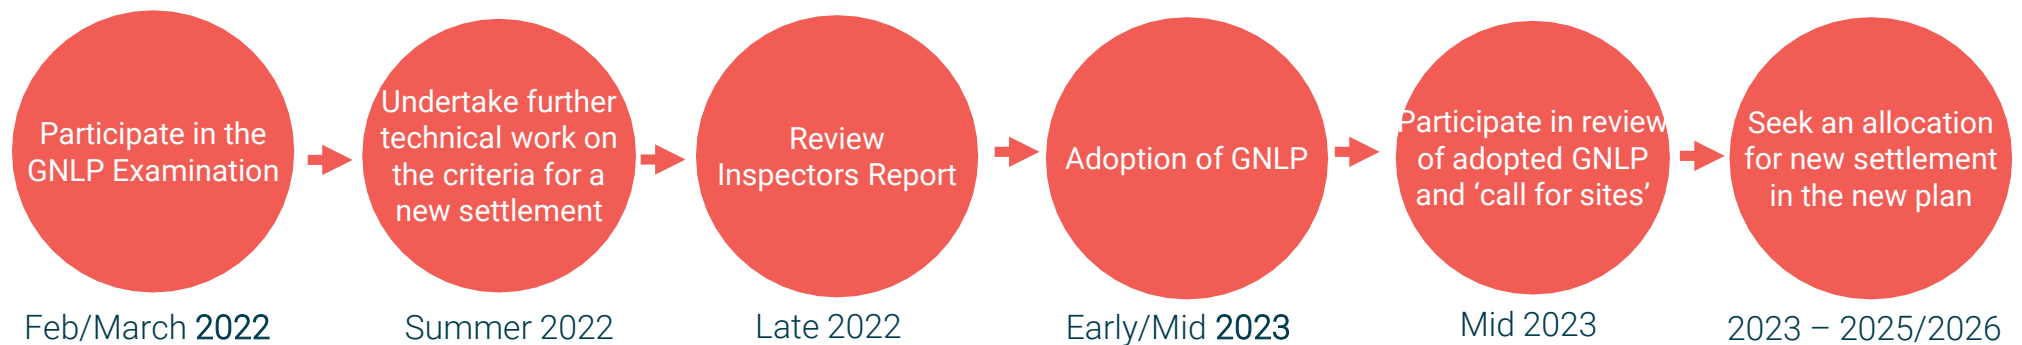 Participate in the
GNLP Examination
Feb/March 2022
Undertake further
technical work on
the criteria for a
new settlement
Summer 2022
Review
Inspectors Report
Late 2022
Adoption of GNLP
Early/Mid 2023
Participate in review
of adopted GNLP
and ‘call for sites’
Mid 2023
Seek an allocation
for new settlement
in the new plan
2023 – 2025/2026